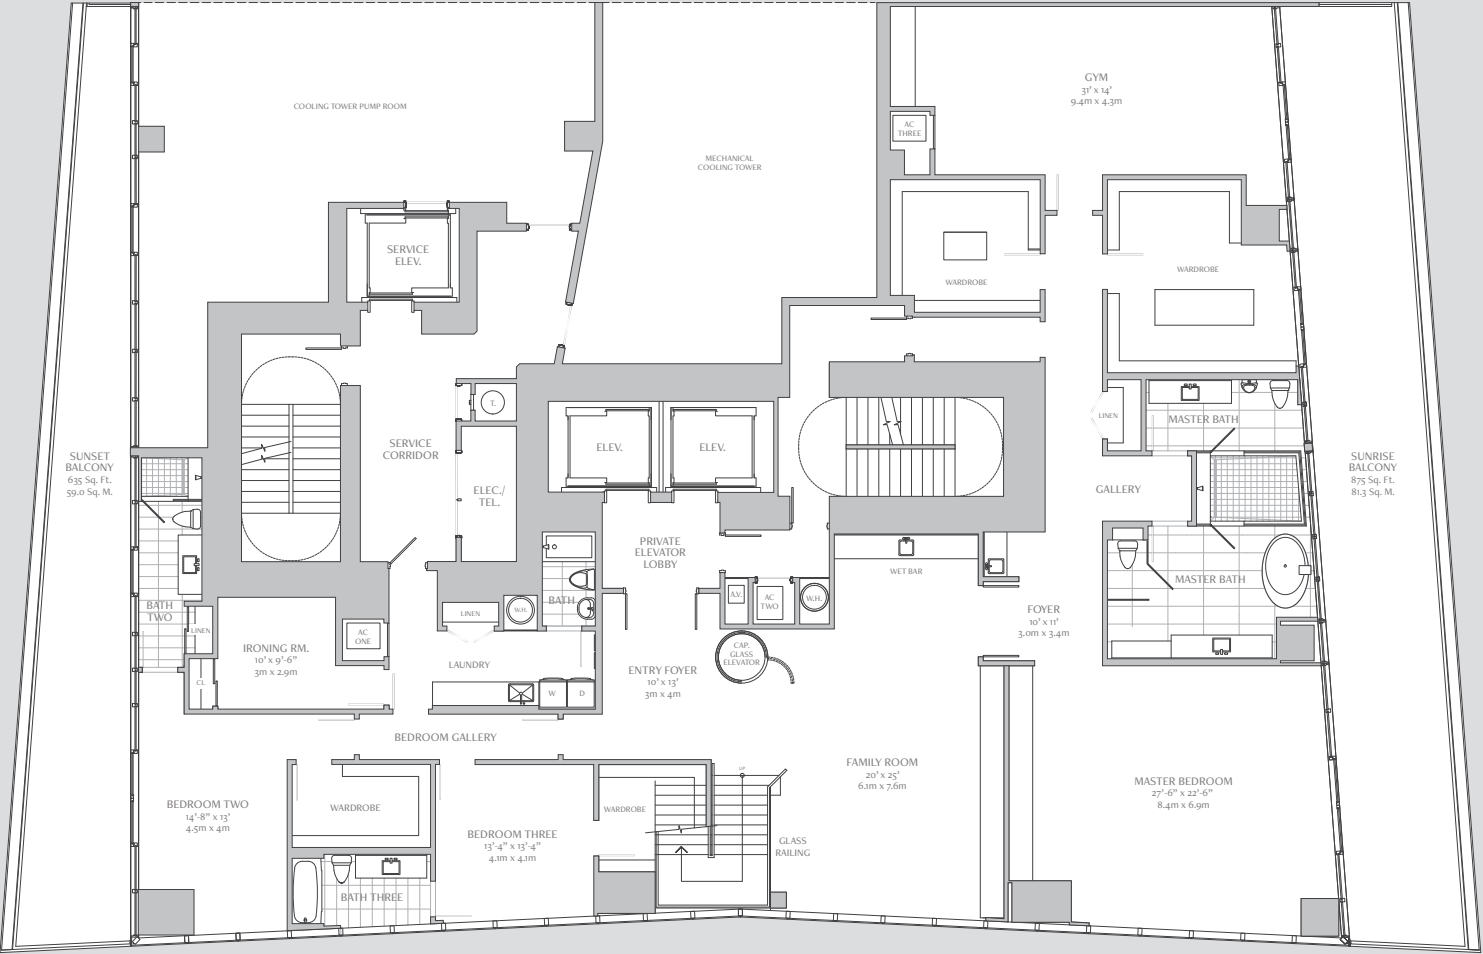 COOLING TOWER PUMP ROOM
MECHANICAL
COOLING TOWER
GYM
31' x 14'
9.4m x 4.3m
AC
THREE
SERVICE
ELEV.
WARDROBE
WARDROBE
T.
SERVICE
CORRIDOR
ELEV.
ELEV.
LINEN
MASTER BATH
SUNSET
BALCONY
635 Sq. Ft.
59.0 Sq. M.
ELEC./
TEL.
GALLERY
SUNRISE
BALCONY
875 Sq. Ft.
81.3 Sq. M.
PRIVATE
ELEVATOR
LOBBY
WET BAR
MASTER BATH
BATH
TWO
LINEN
BATH
LINEN
W.H.
A.V.
AC
TWO
W.H.
FOYER
10' x 11'
3.0m x 3.4m
AC
ONE
IRONING RM.
10' x 9'-6"
3m x 2.9m
CL
LAUNDRY
W
D
ENTRY FOYER
10' x 13'
3m x 4m
CAP.
GLASS
ELEVATOR
BEDROOM GALLERY
UP
FAMILY ROOM
20' x 25'
6.1m x 7.6m
MASTER BEDROOM
27'-6" x 22'-6"
8.4m x 6.9m
BEDROOM TWO
14'-8" x 13'
4.5m x 4m
WARDROBE
BEDROOM THREE
13'-4" x 13'-4"
4.1m x 4.1m
WARDROBE
GLASS
RAILING
BATH THREE